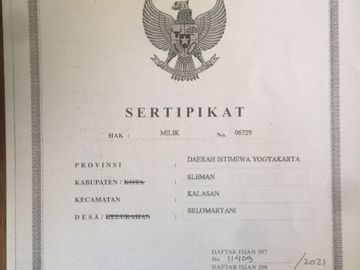 SERTIPIKAT
HAK : MILIK No. 06729
PROVINSI : DAERAH ISTIMEWA YOGYAKARTA
KABUPATEN / KOTA : SLEMAN
KECAMATAN : KALASAN
DESA / KELURAHAN : SELOMARTANI
DAFTAR ISIAN 307
No. 11409 /2021
DAFTAR ISIAN 208